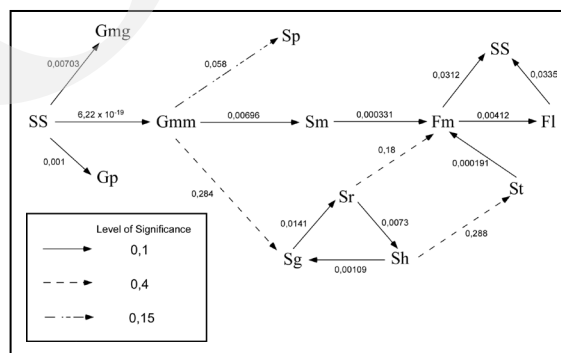 Gmg
Sp
SS
0,00703
0,058
0,0312
0,0335
SS
6,22 x 10-19
Gmm
0,00696
Sm
0,000331
Fm
0,00412
Fl
0,001
0,18
0,000191
Gp
0,284
Sr
St
0,0141
0,0073
0,288
Sg
0,00109
Sh
Level of Significance
0,1
0,4
0,15